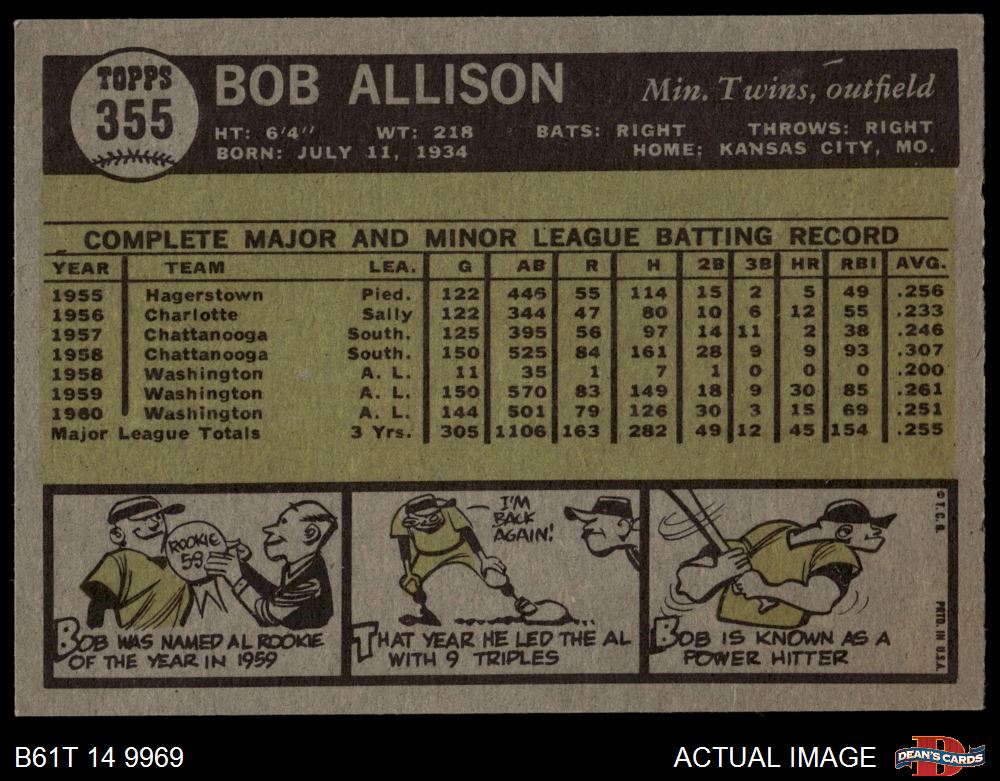 TOPPS
355
BOB ALLISON
Min. Twins, outfield
HT: 6'4" WT: 218 BATS: RIGHT THROWS: RIGHT
BORN: JULY 11, 1934 HOME: KANSAS CITY, MO.
COMPLETE MAJOR AND MINOR LEAGUE BATTING RECORD
YEAR TEAM LEA. G AB R H 2B 3B HR RBI AVG.
1955 Hagerstown Pied. 122 446 55 114 15 2 5 49 .256
1956 Charlotte Sally 122 344 47 80 10 6 12 55 .233
1957 Chattanooga South. 125 395 56 97 14 11 2 38 .246
1958 Chattanooga South. 150 525 84 161 28 9 9 93 .307
1958 Washington A. L. 11 35 1 7 1 0 0 0 .200
1959 Washington A. L. 150 570 83 149 18 9 30 85 .261
1960 Washington A. L. 144 501 79 126 30 3 15 69 .251
Major League Totals 3 Yrs. 305 1106 163 282 49 12 45 154 .255
ROOKIE
59
BOB WAS NAMED AL ROOKIE
OF THE YEAR IN 1959
I'M
BACK
AGAIN!
THAT YEAR HE LED THE AL
WITH 9 TRIPLES
BOB IS KNOWN AS A
POWER HITTER
© T.C.G.
PRTD. IN U.S.A.
B61T 14 9969
ACTUAL IMAGE
DEAN'S CARDS